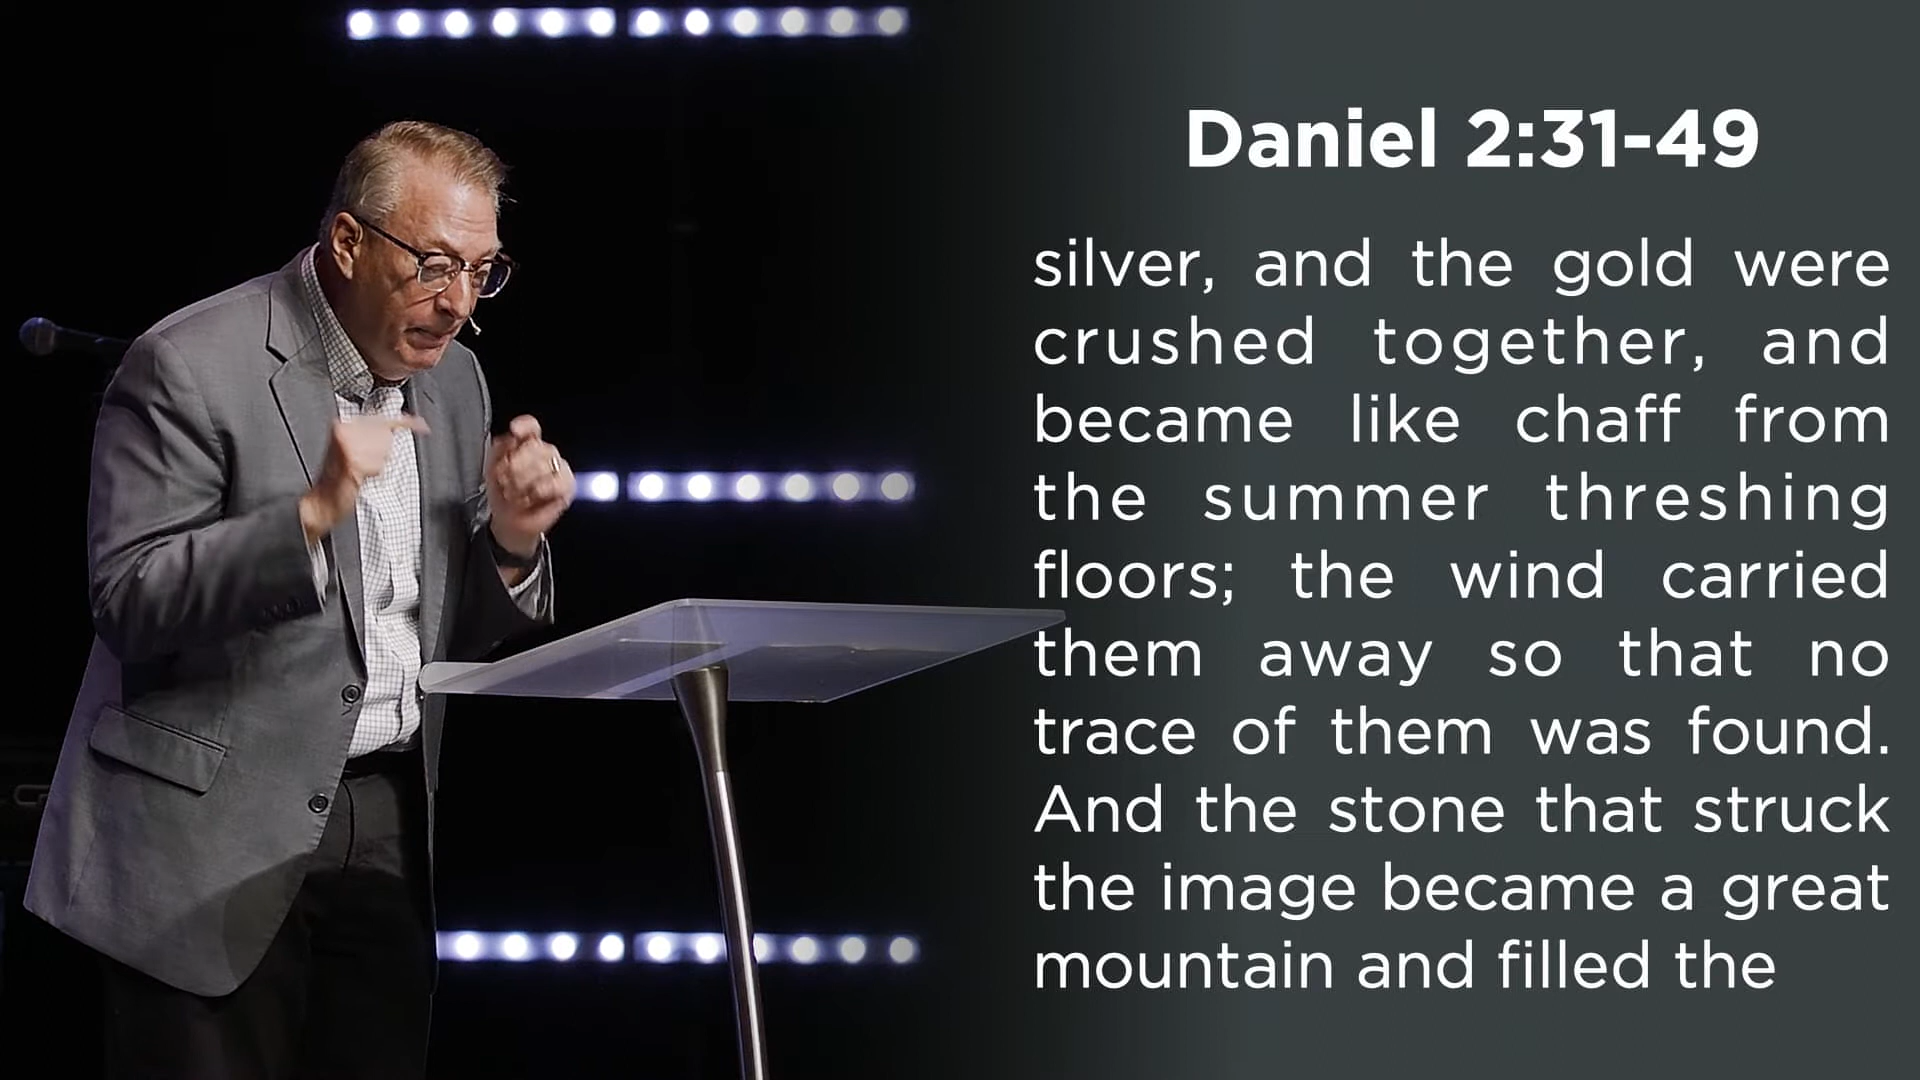 Daniel 2:31-49
silver, and the gold were
crushed together, and
became like chaff from
the summer threshing
floors; the wind carried
them away so that no
trace of them was found.
And the stone that struck
the image became a great
mountain and filled the